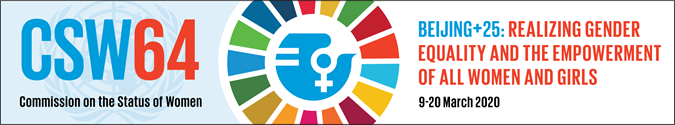 CSW64
Commission on the Status of Women
BEIJING+25: REALIZING GENDER
EQUALITY AND THE EMPOWERMENT
OF ALL WOMEN AND GIRLS
9-20 March 2020